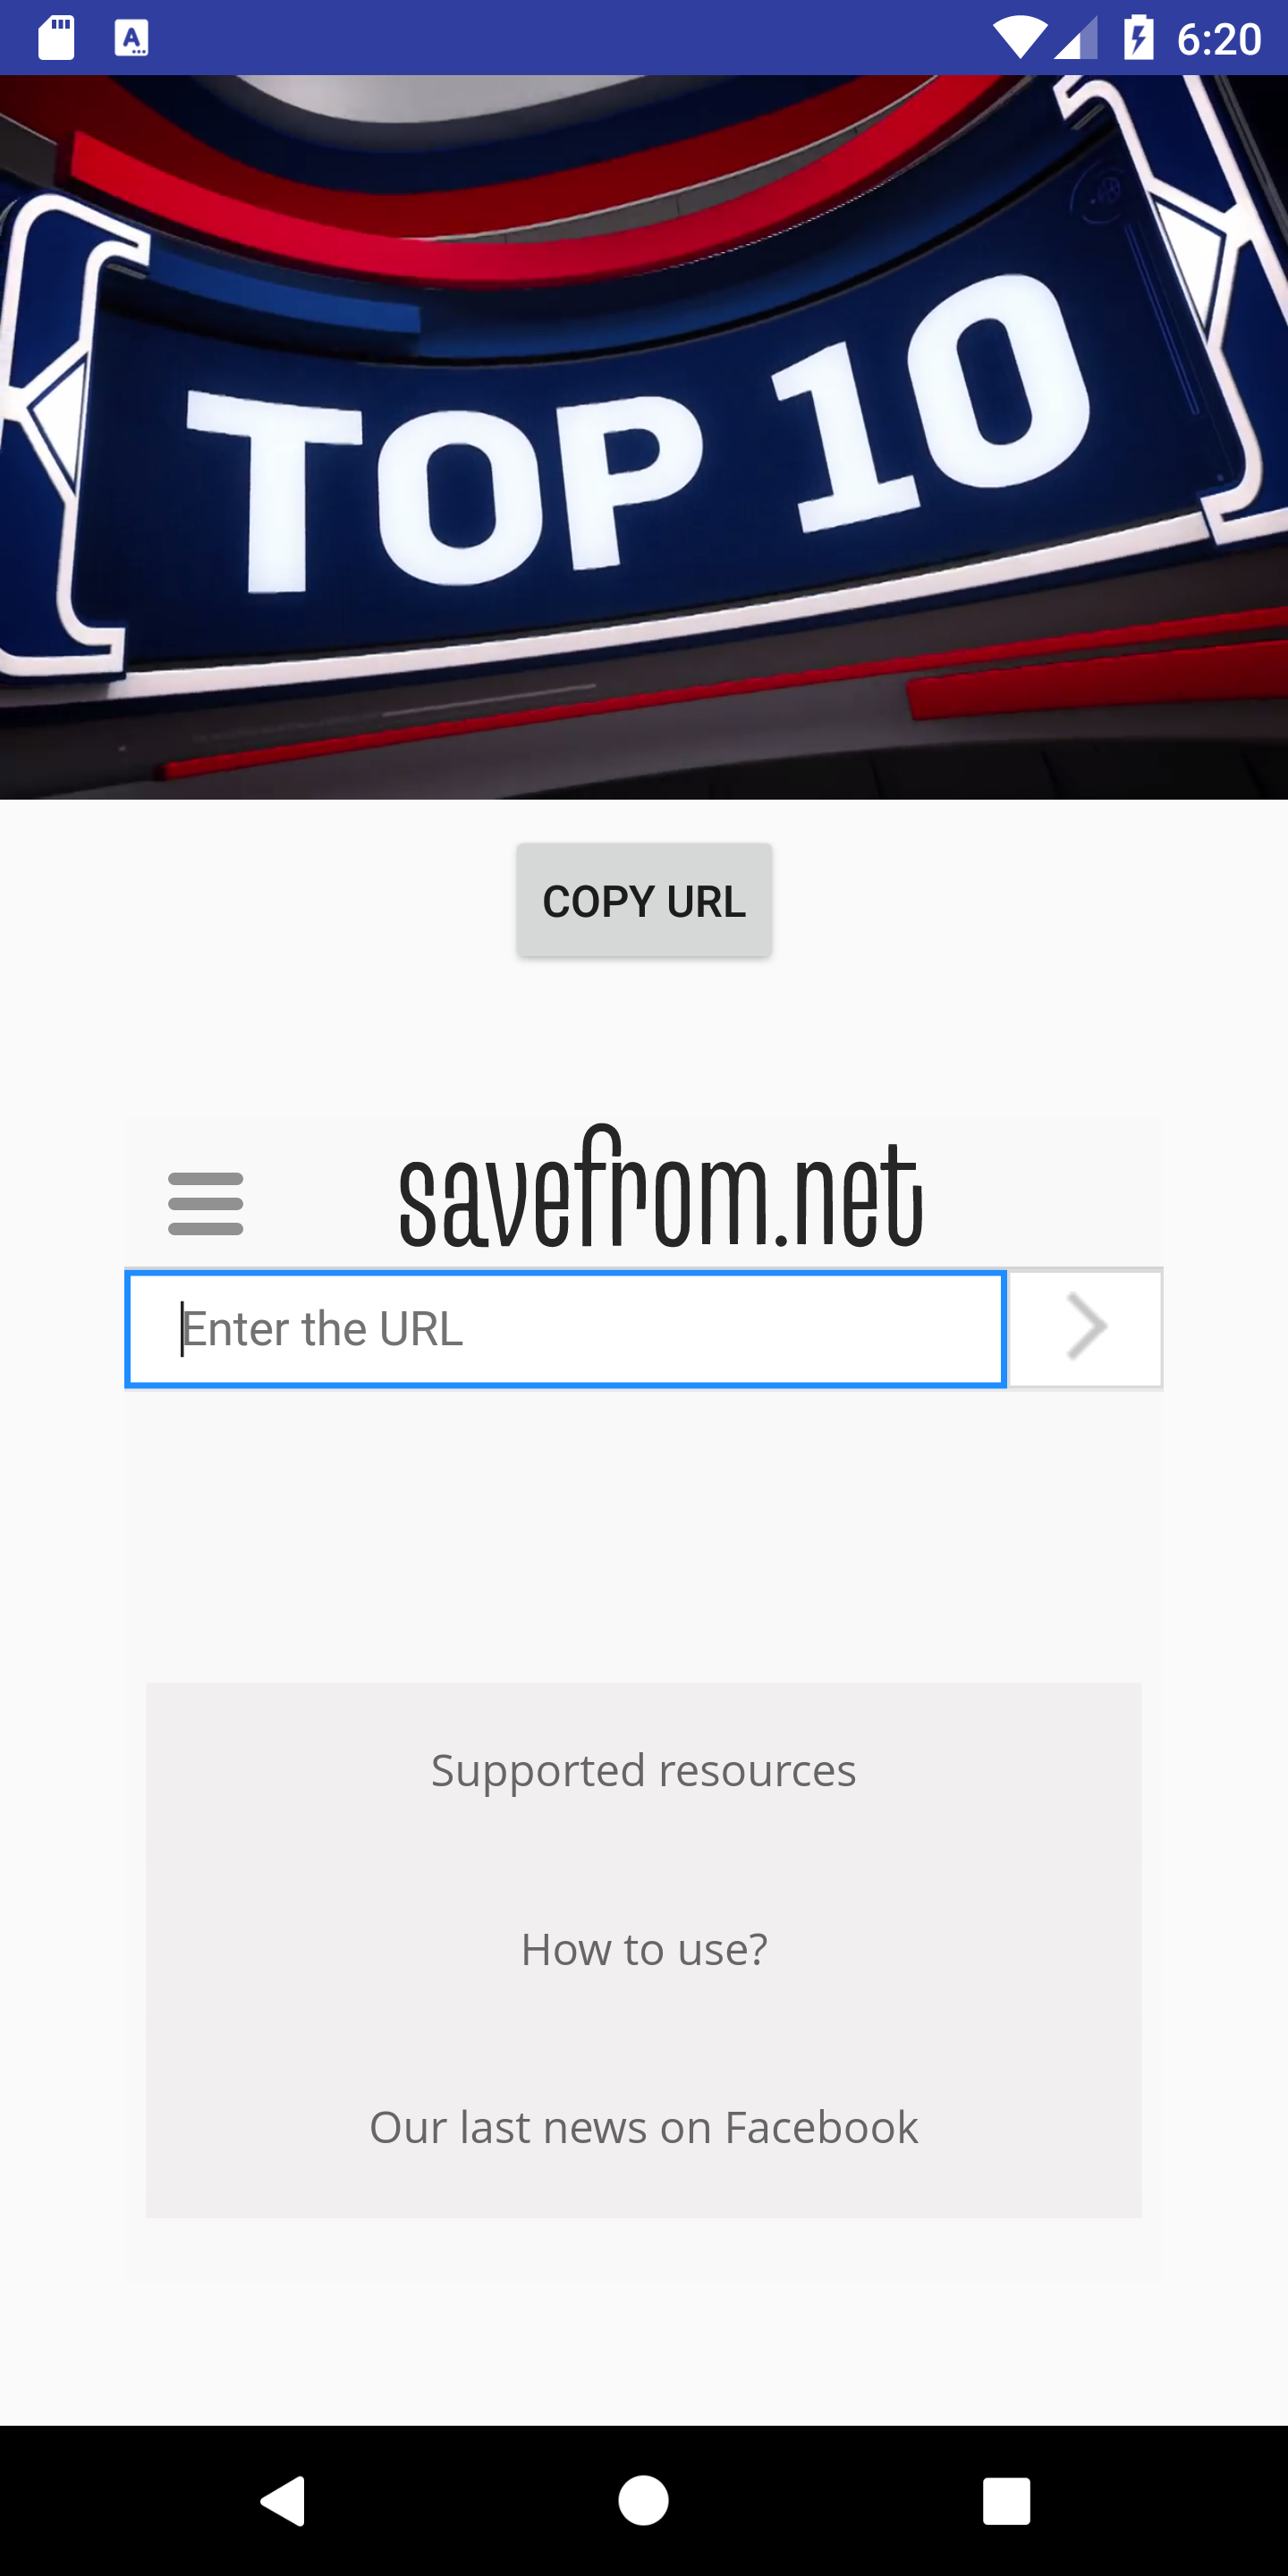 6:20
TOP 10
COPY URL
savefrom.net
Enter the URL
Supported resources
How to use?
Our last news on Facebook